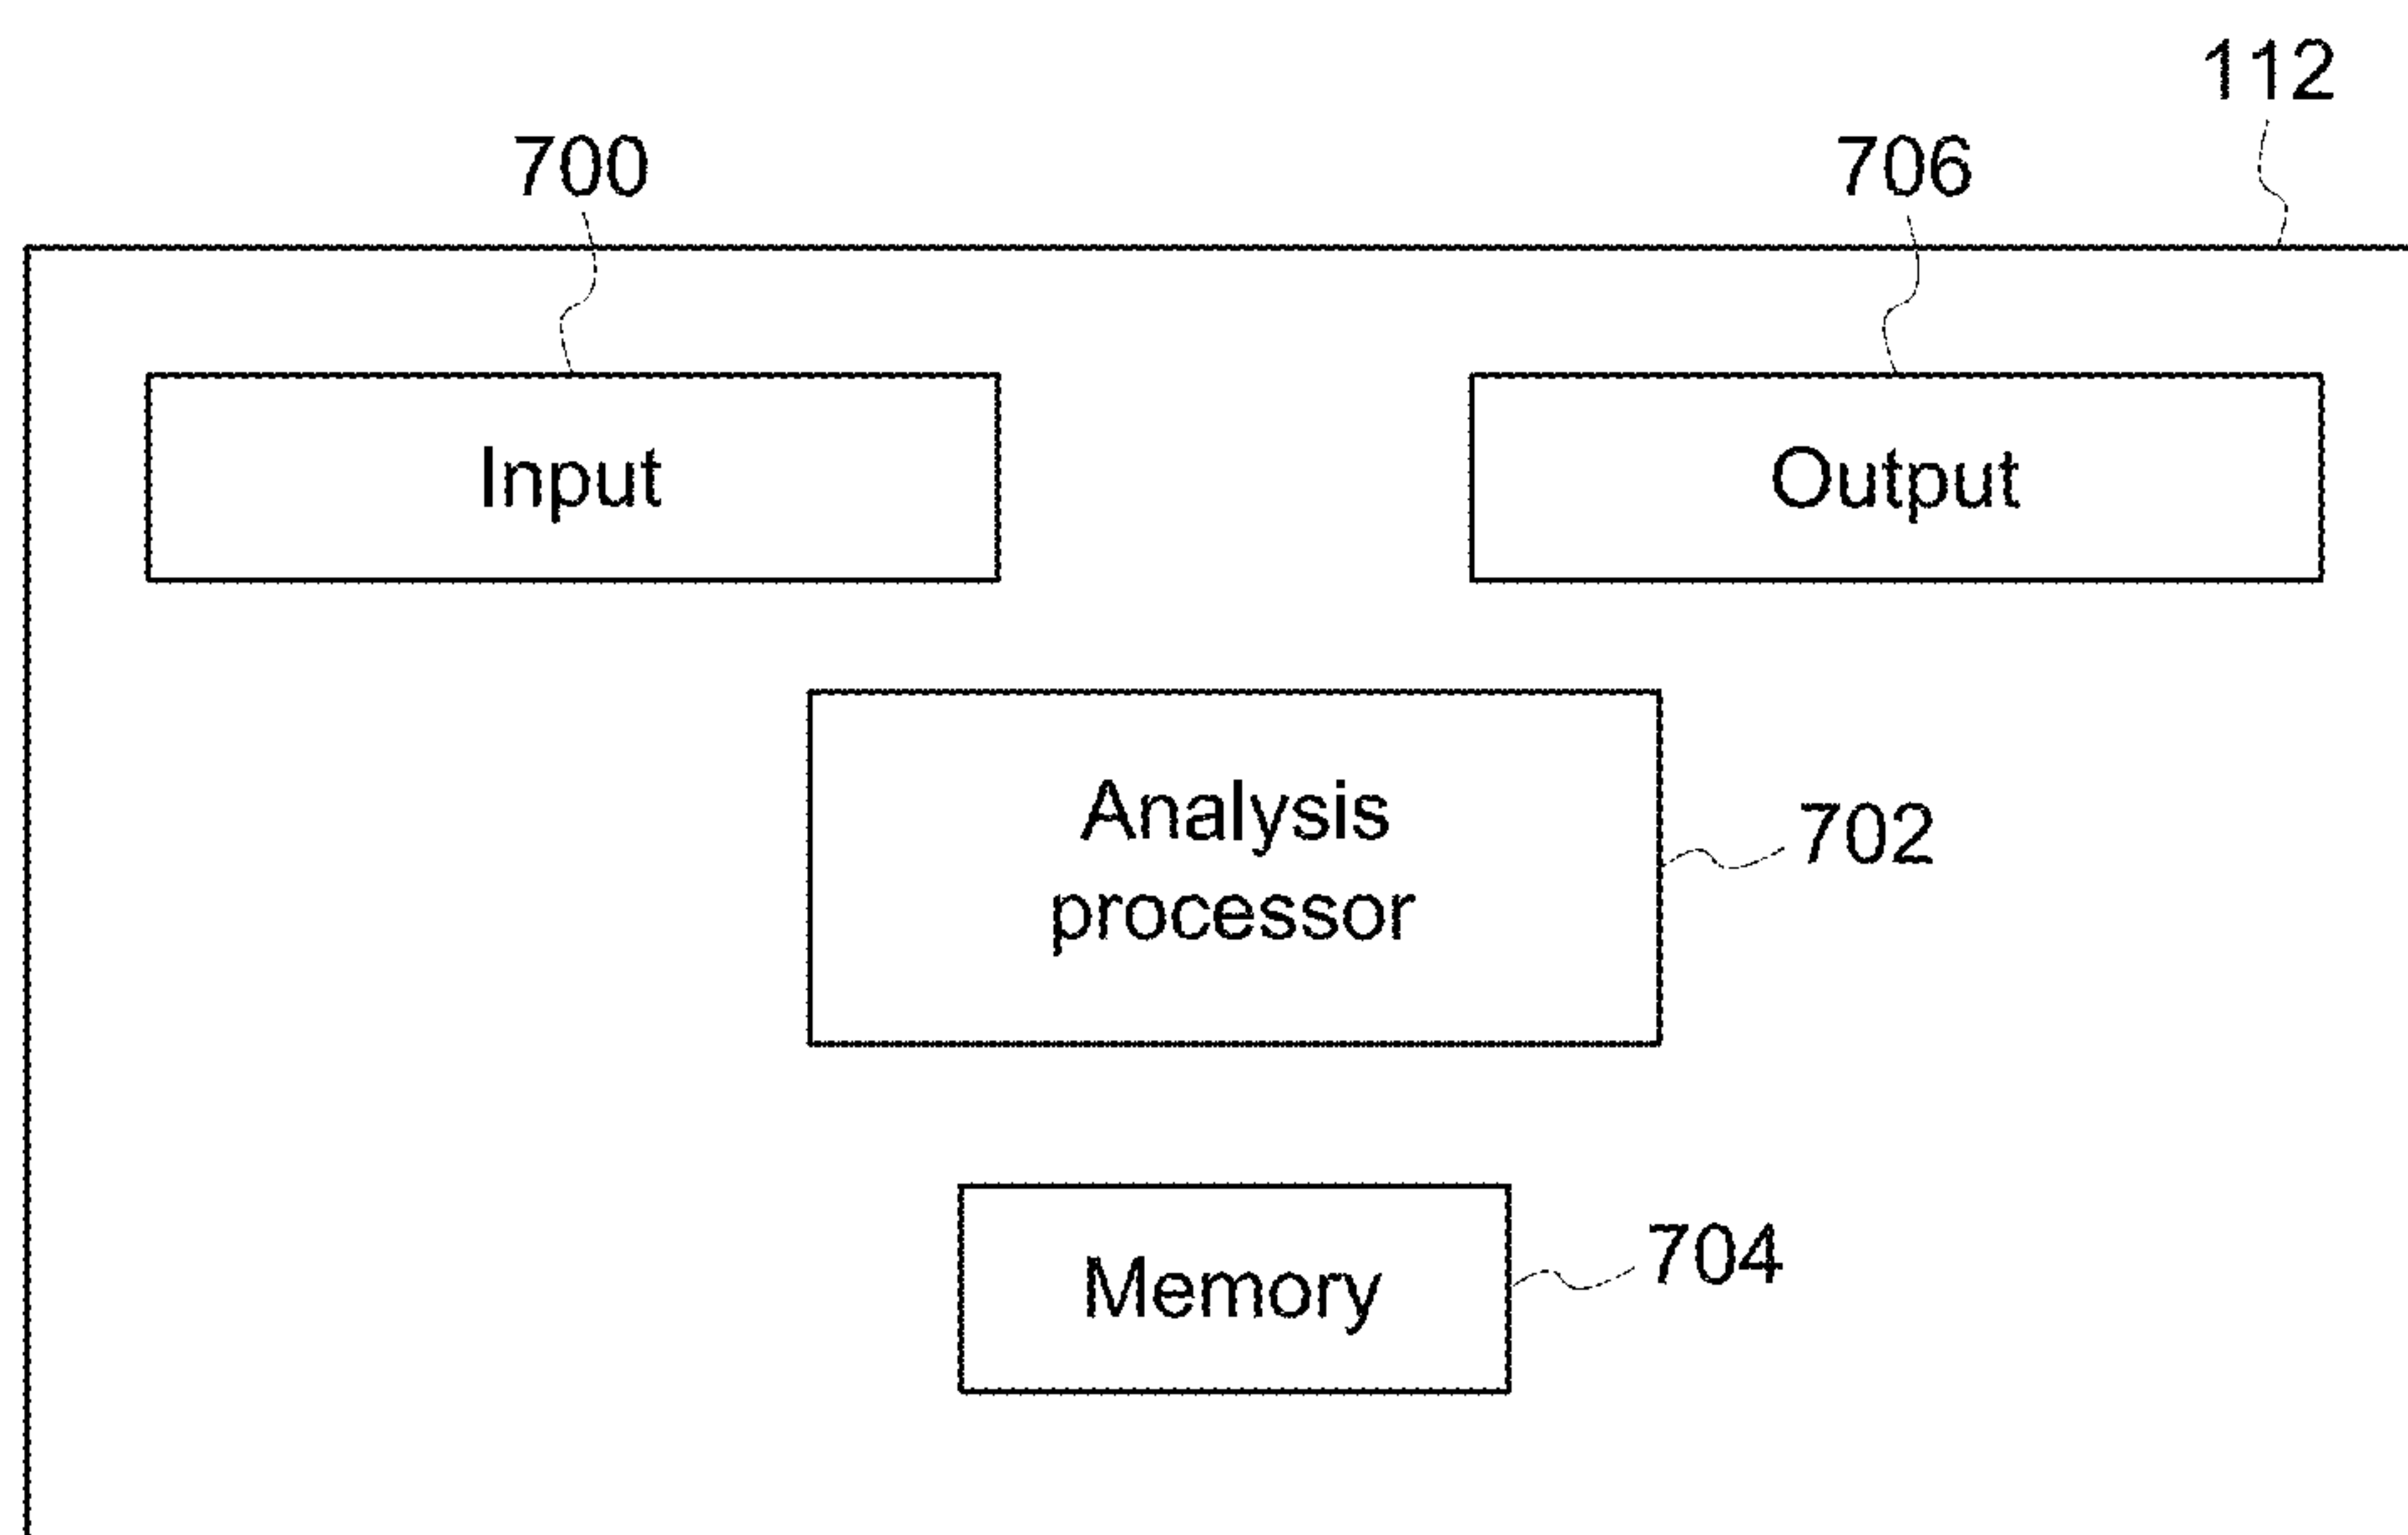 112
700
706
Input
Output
Analysis
processor
702
Memory
704